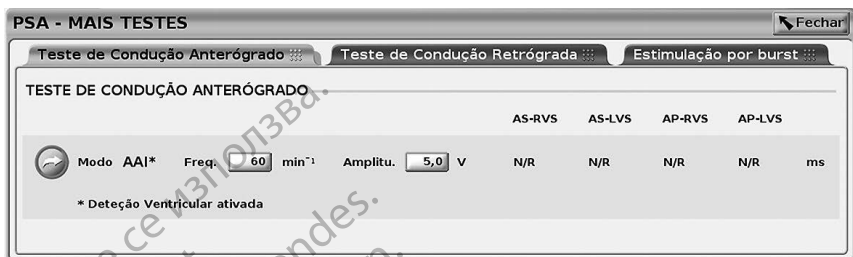 PSA - MAIS TESTES Fechar
Teste de Condução Anterógrado Teste de Condução Retrógrada Estimulação por burst
TESTE DE CONDUÇÃO ANTERÓGRADO
AS-RVS AS-LVS AP-RVS AP-LVS
Modo AAI* Freq. 60 min⁻¹ Amplitu. 5,0 V N/R N/R N/R N/R ms
* Deteção Ventricular ativada
се използва.